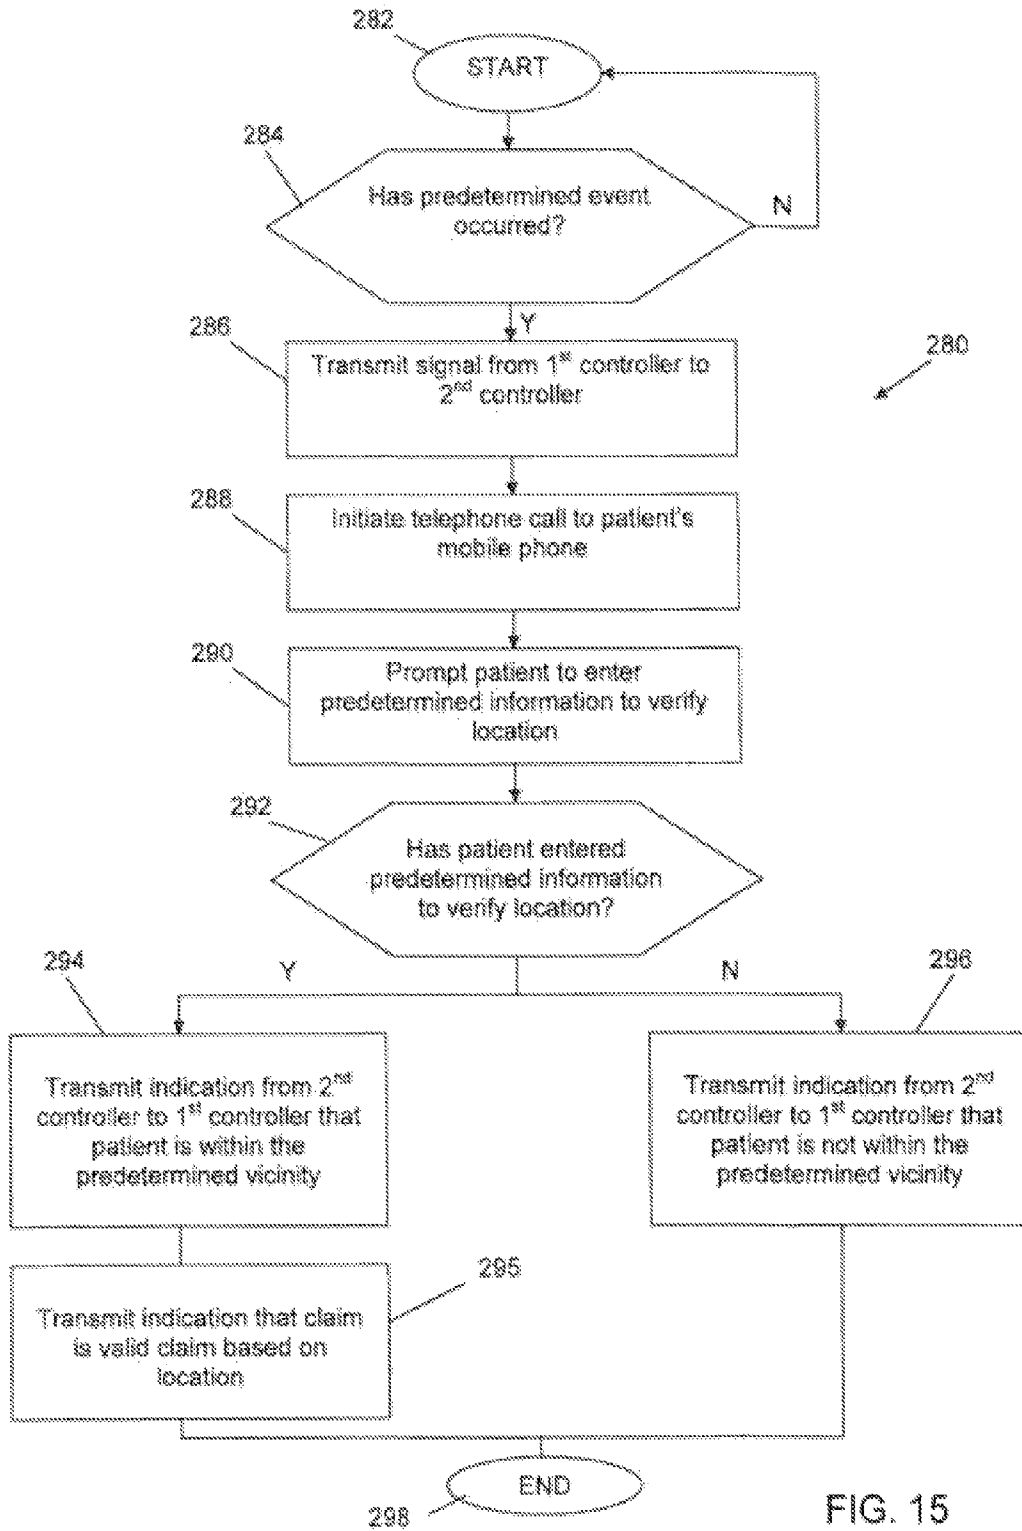 282
START
284
Has predetermined event
occurred?
N
Y
286
Transmit signal from 1st controller to
2nd controller
280
288
Initiate telephone call to patient's
mobile phone
290
Prompt patient to enter
predetermined information to verify
location
292
Has patient entered
predetermined information
to verify location?
294
Y
N
296
Transmit indication from 2nd
controller to 1st controller that
patient is within the
predetermined vicinity
Transmit indication from 2nd
controller to 1st controller that
patient is not within the
predetermined vicinity
295
Transmit indication that claim
is valid claim based on
location
END
298
FIG. 15